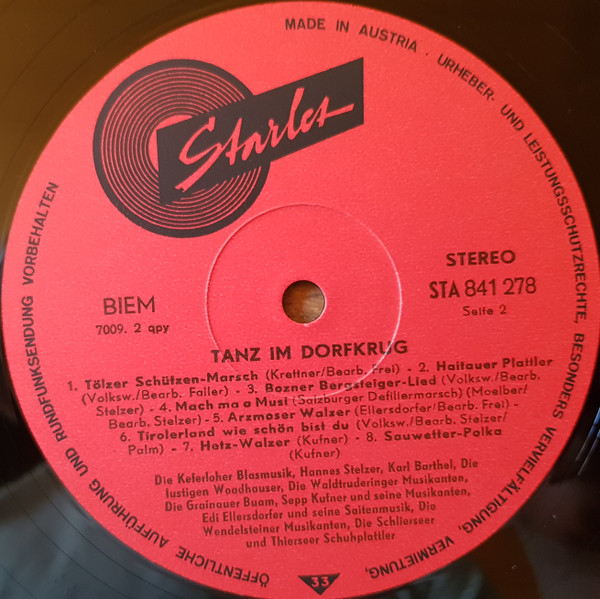 MADE IN AUSTRIA · URHEBER- UND LEISTUNGSSCHUTZRECHTE, BESONDERS VERVIELFÄLTIGUNG, VERMIETUNG, ÖFFENTLICHE AUFFÜHRUNG UND RUNDFUNKSENDUNG VORBEHALTEN
Starlet
STEREO
BIEM
STA 841 278
7009. 2 qpy
Seite 2
TANZ IM DORFKRUG
1. Tölzer Schützen-Marsch (Krettner/Bearb. Frei) - 2. Haitauer Plattler
(Volksw./Bearb. Faller) - 3. Bozner Bergsteiger-Lied (Volksw./Bearb.
Stelzer) - 4. Mach ma a Musi (Salzburger Defiliermarsch) (Moelber/
Bearb. Stelzer) - 5. Arzmoser Walzer (Ellersdorfer/Bearb. Frei) -
6. Tirolerland wie schön bist du (Volksw./Bearb. Stelzer/
Palm) - 7. Hotz-Walzer (Kufner) - 8. Sauwetter-Polka
(Kufner)
Die Keferloher Blasmusik, Hannes Stelzer, Karl Barthel, Die
lustigen Woodhauser, Die Waldtruderinger Musikanten,
Die Grainauer Buam, Sepp Kufner und seine Musikanten,
Edi Ellersdorfer und seine Saitenmusik, Die
Wendelsteiner Musikanten, Die Schlierseer
und Thierseer Schuhplattler
33